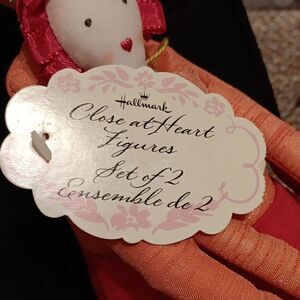 Hallmark
Close at Heart
Figures
Set of 2
Ensemble de 2